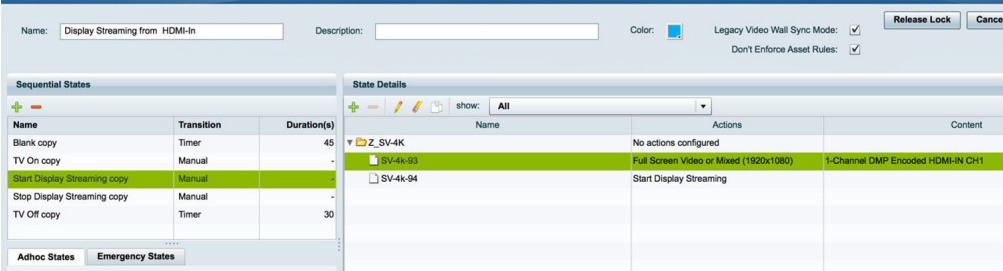 Name: Display Streaming from HDMI-In Description: Color: Legacy Video Wall Sync Mode: Release Lock
Don't Enforce Asset Rules:
Sequential States
Name Transition Duration(s)
Blank copy Timer 45
TV On copy Manual -
Start Display Streaming copy Manual -
Stop Display Streaming copy Manual -
TV Off copy Timer 30
Adhoc States Emergency States
State Details
show: All
Name Actions Content
Z_SV-4K No actions configured
SV-4k-93 Full Screen Video or Mixed (1920x1080) 1-Channel DMP Encoded HDMI-IN CH1
SV-4k-94 Start Display Streaming